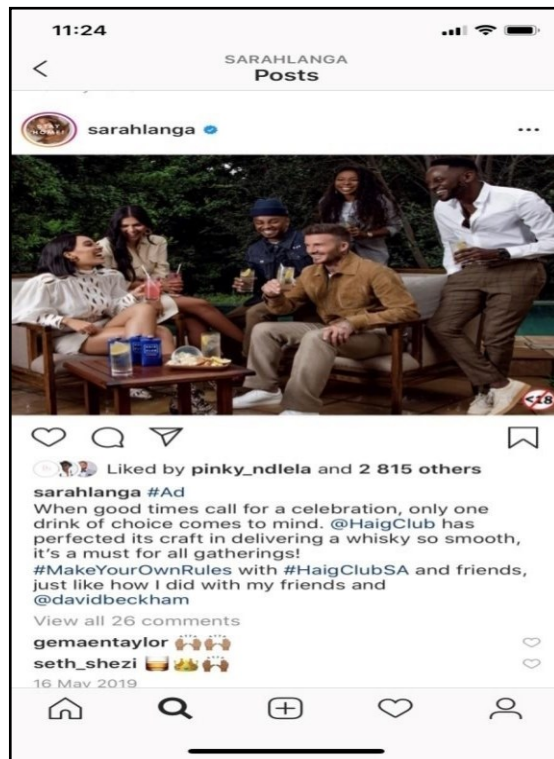 11:24
SARAHLANGA
Posts
STAY
HOME!
sarahlanga
...
<18
Liked by pinky_ndlela and 2 815 others
sarahlanga #Ad
When good times call for a celebration, only one
drink of choice comes to mind. @HaigClub has
perfected its craft in delivering a whisky so smooth,
it's a must for all gatherings!
#MakeYourOwnRules with #HaigClubSA and friends,
just like how I did with my friends and
@davidbeckham
View all 26 comments
gemaentaylor 🙌🏽🙌🏽
seth_shezi 🥃👑🙌🏽
16 May 2019